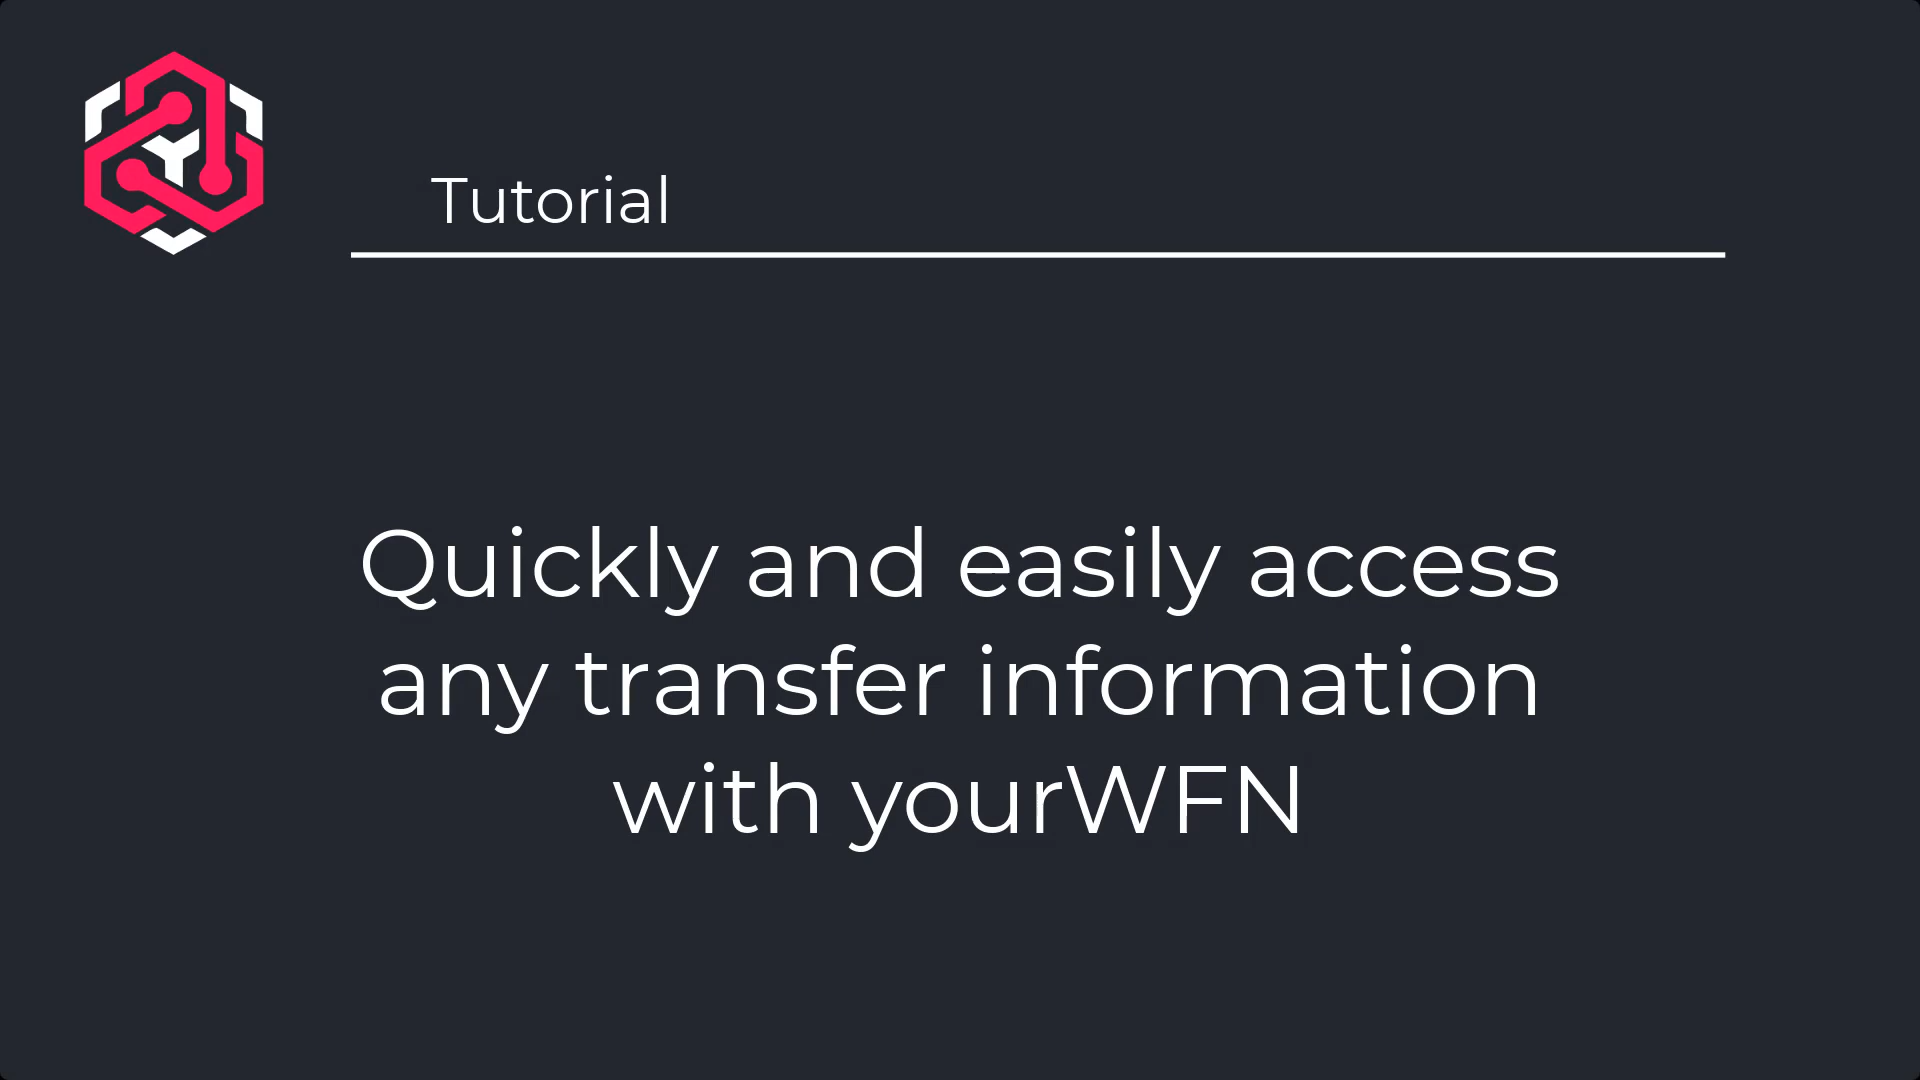 Tutorial
Quickly and easily access
any transfer information
with yourWFN